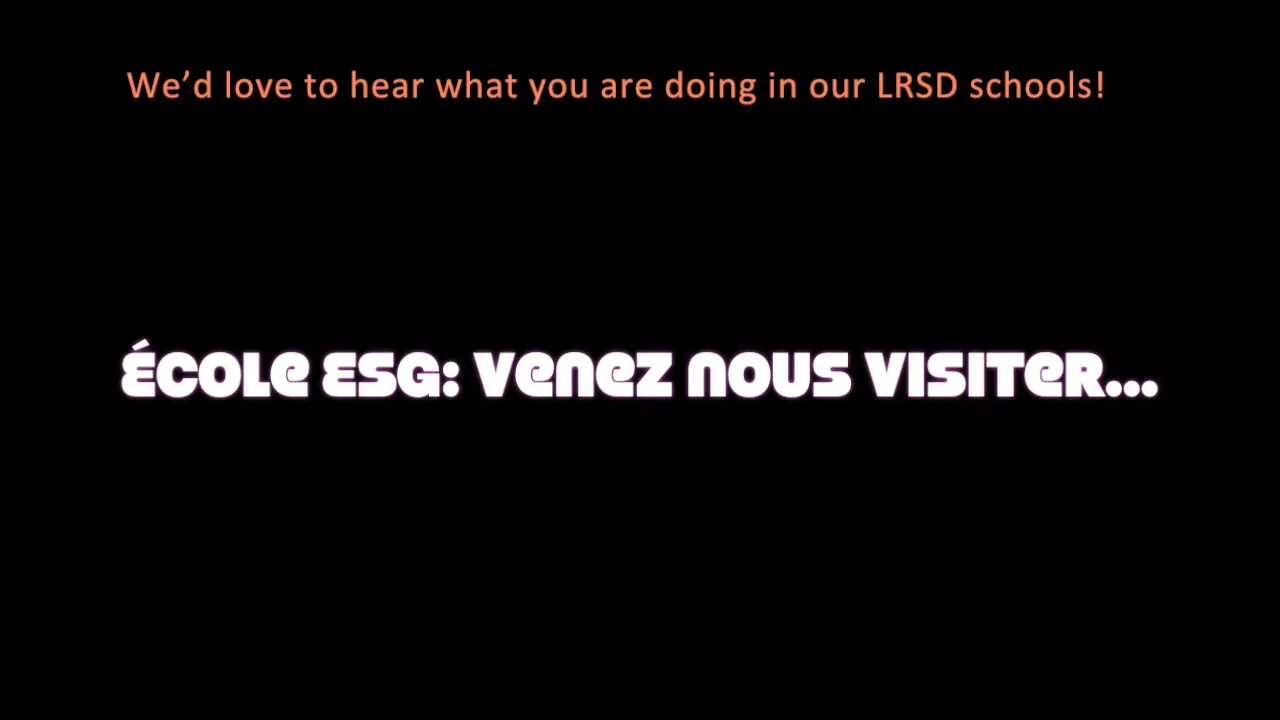 We’d love to hear what you are doing in our LRSD schools!
ÉCOLE ESG: VENEZ NOUS VISITER...